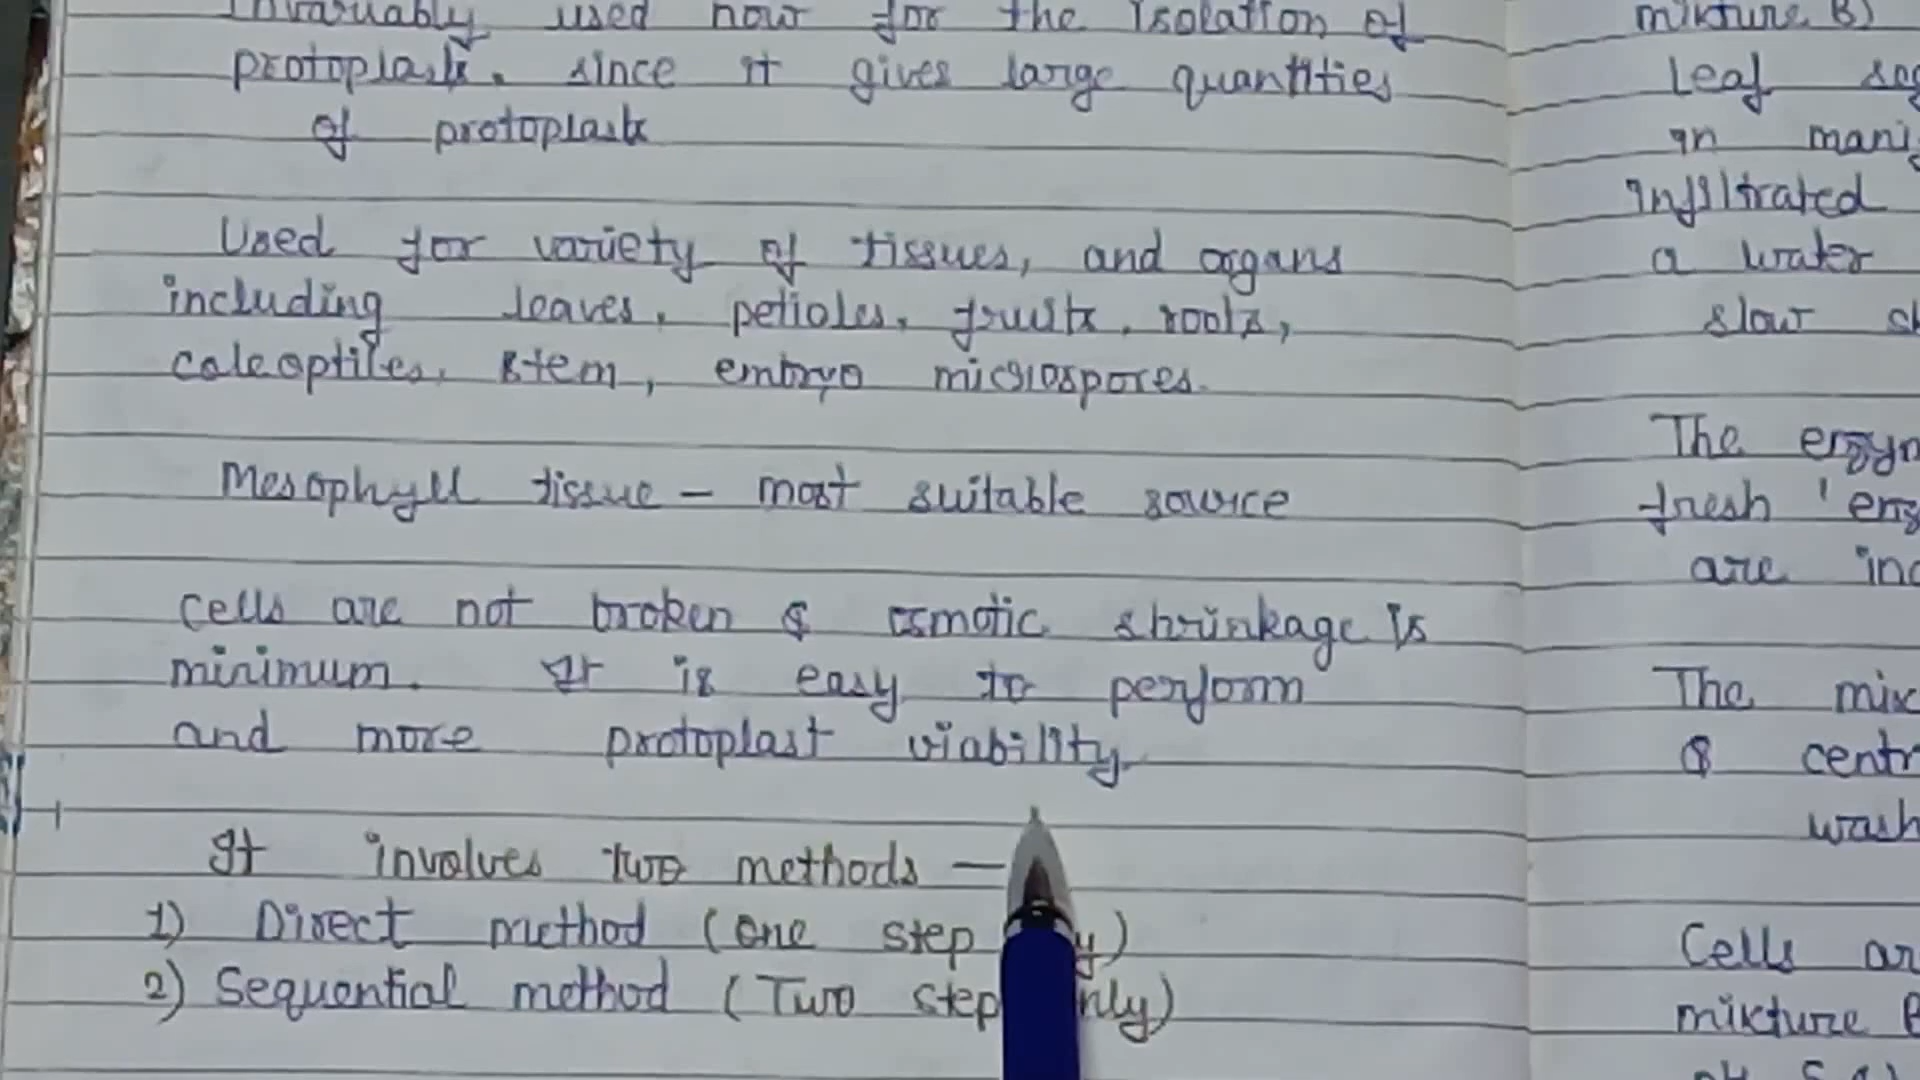 Invariably used now for the isolation of
protoplasts. since it gives large quantities
of protoplasts
Used for variety of tissues, and organs
including leaves, petioles, fruits, roots,
coleoptiles, stem, embryo microspores.
Mesophyll tissue - most suitable source
cells are not broken & osmotic shrinkage is
minimum. It is easy to perform
and more protoplast viability.
It involves two methods —
1) Direct method (One step
2) Sequential method (Two step only)
mixture B)
Leaf
in
infiltrated
a water
slow
The
fresh
are
The
&
wash
Cells
mixture B